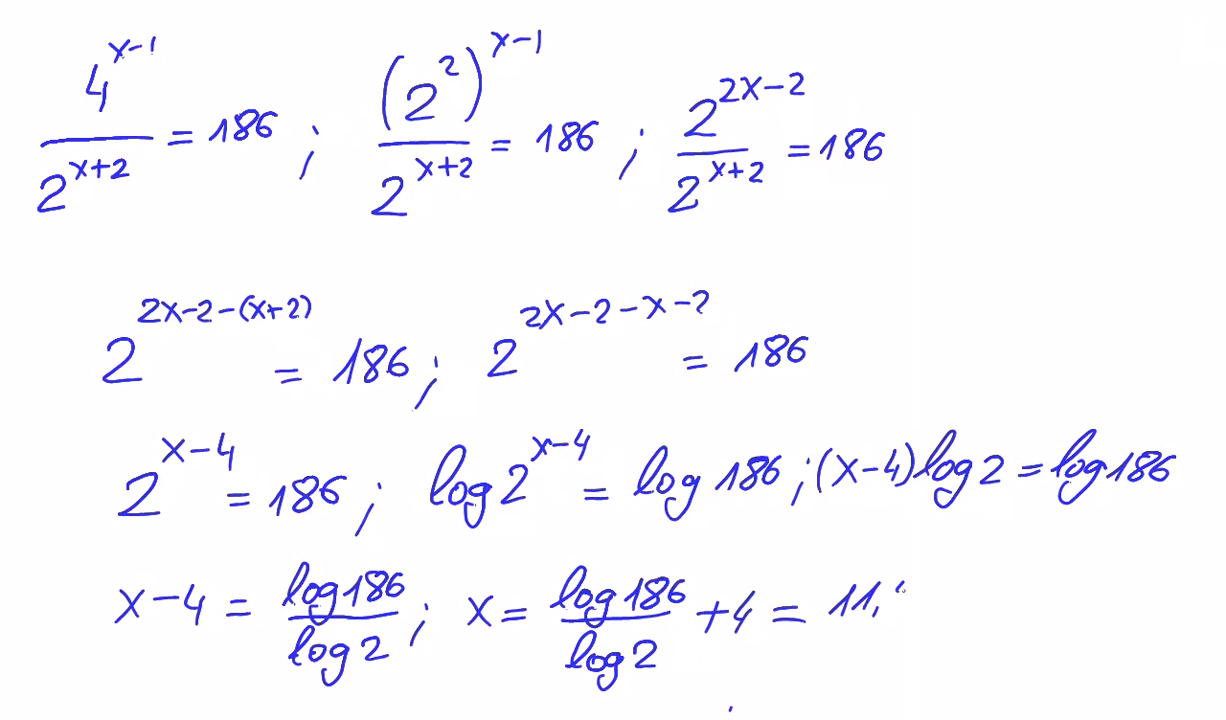 4^(x-1) / 2^(x+2) = 186 ; (2^2)^(x-1) / 2^(x+2) = 186 ; 2^(2x-2) / 2^(x+2) = 186
2^(2x-2-(x+2)) = 186 ; 2^(2x-2-x-2) = 186
2^(x-4) = 186 ; log 2^(x-4) = log 186 ; (x-4) log 2 = log 186
x-4 = log 186 / log 2 ; x = log 186 / log 2 + 4 = 11,